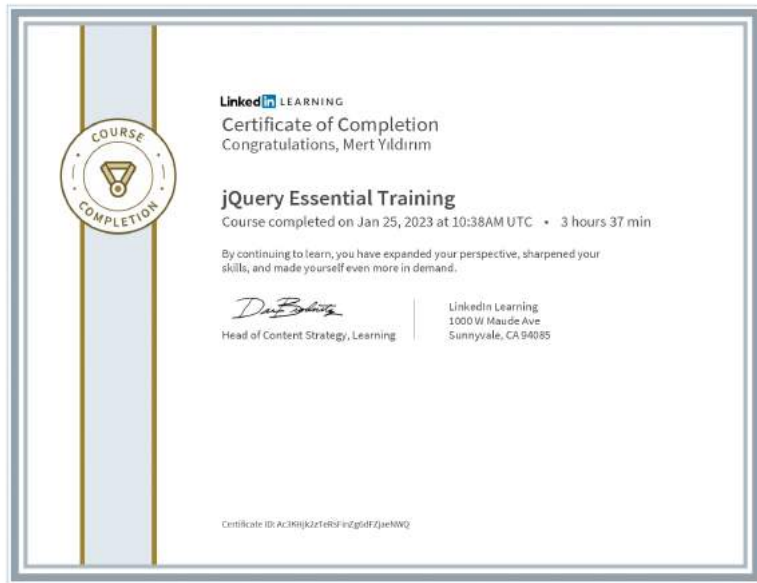 COURSE
COMPLETION
Linked in LEARNING
Certificate of Completion
Congratulations, Mert Yıldırım
jQuery Essential Training
Course completed on Jan 25, 2023 at 10:38AM UTC • 3 hours 37 min
By continuing to learn, you have expanded your perspective, sharpened your
skills, and made yourself even more in demand.
Head of Content Strategy, Learning
LinkedIn Learning
1000 W Maude Ave
Sunnyvale, CA 94085
Certificate ID: